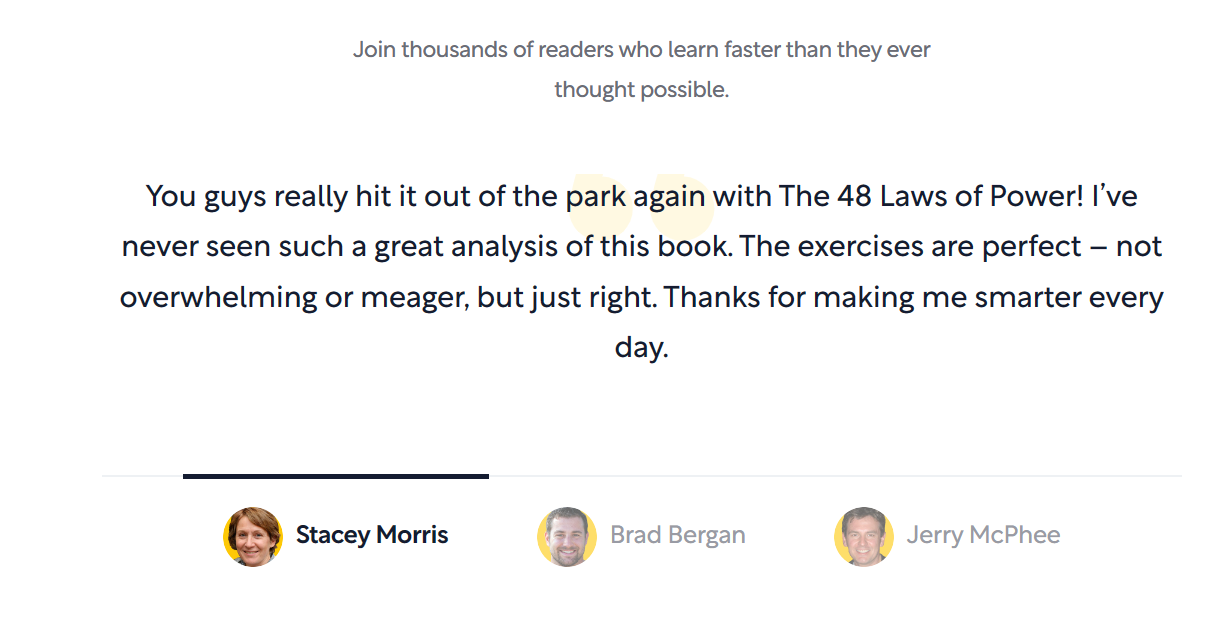 Join thousands of readers who learn faster than they ever
thought possible.
You guys really hit it out of the park again with The 48 Laws of Power! I’ve
never seen such a great analysis of this book. The exercises are perfect – not
overwhelming or meager, but just right. Thanks for making me smarter every
day.
Stacey Morris
Brad Bergan
Jerry McPhee